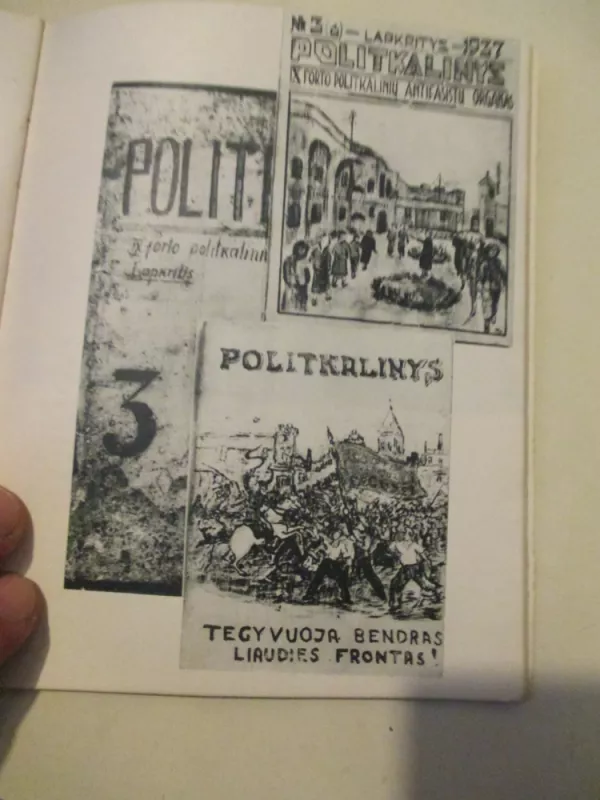 № 3 (6) – LAPKRITYS – 1937
POLITKALINYS
IX FORTO POLITKALINIŲ ANTIFAŠISTŲ ORGANAS
POLITI
IX forto politkalin
Lapkritis
3
POLITKALINYS
TEGYVUOJA BENDRAS
LIAUDIES FRONTAS!